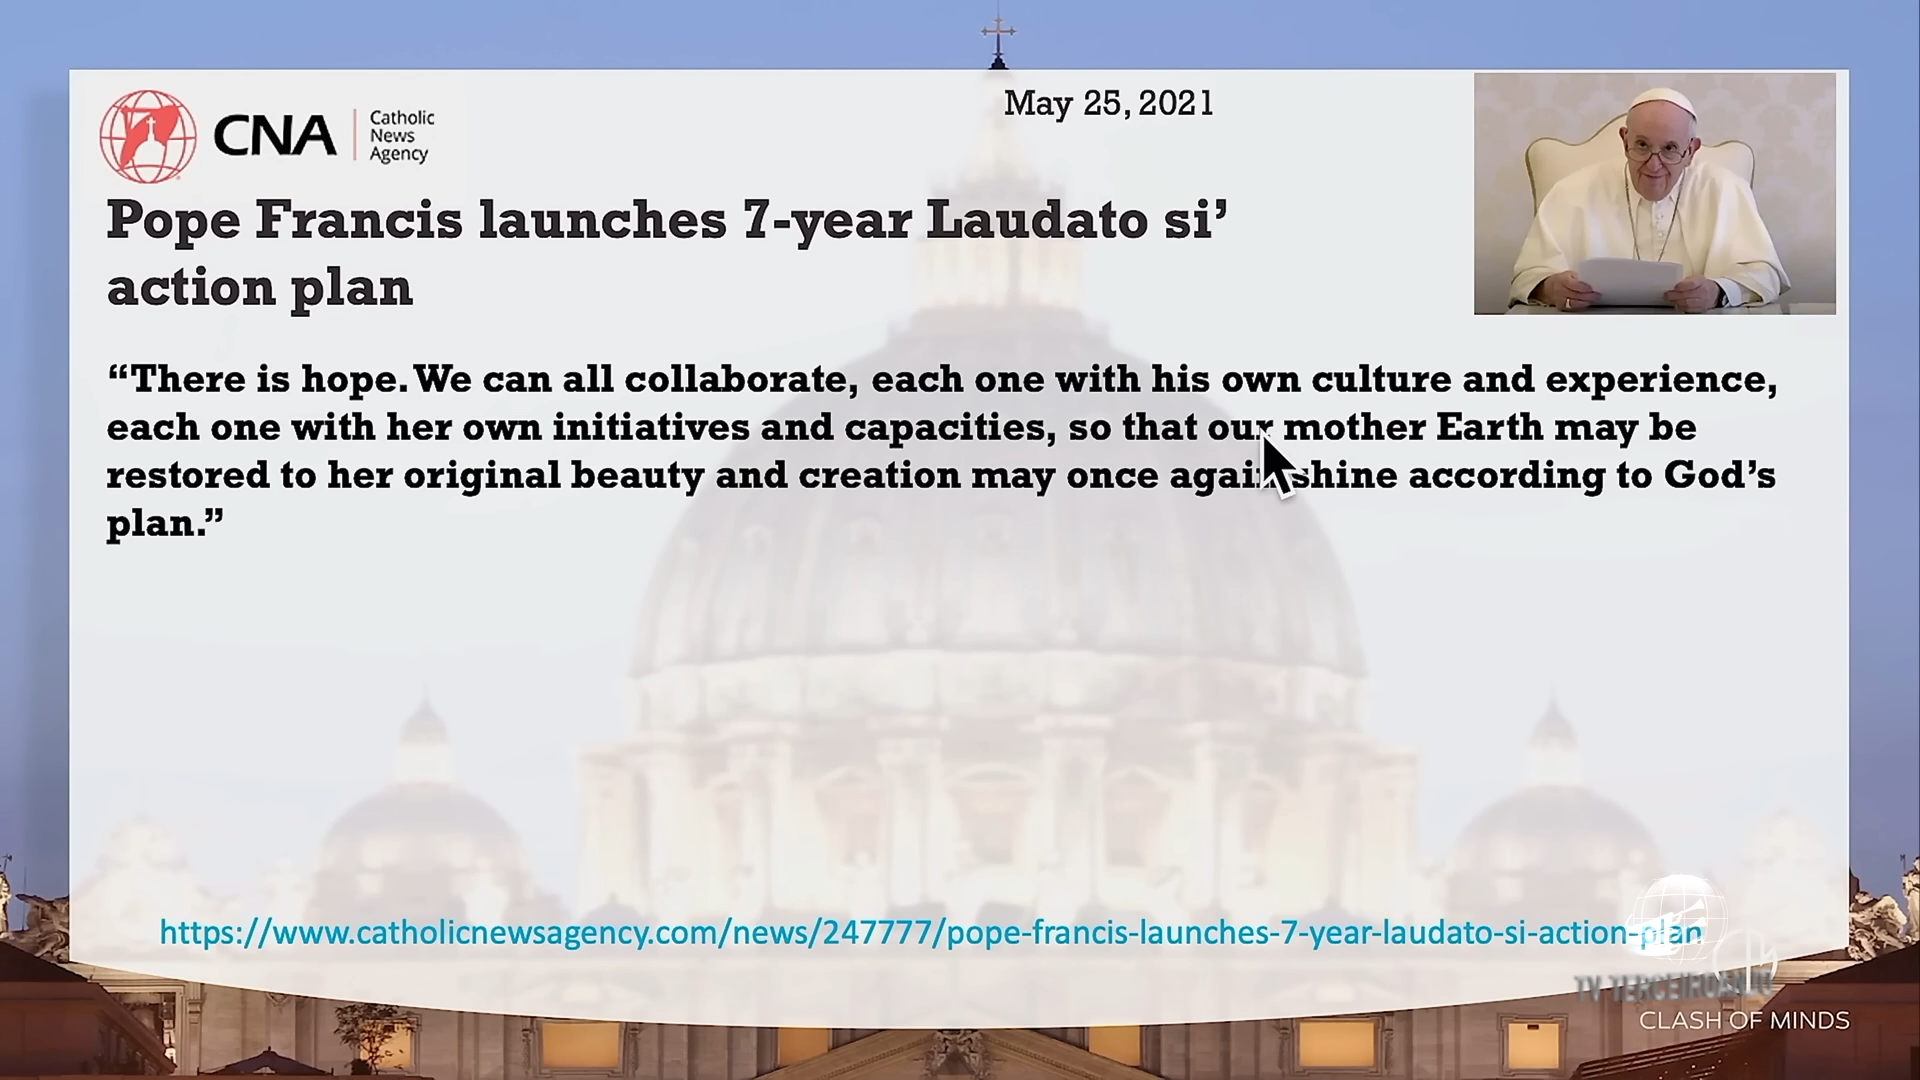 CNA
Catholic
News
Agency
May 25, 2021
Pope Francis launches 7-year Laudato si’
action plan
“There is hope. We can all collaborate, each one with his own culture and experience,
each one with her own initiatives and capacities, so that our mother Earth may be
restored to her original beauty and creation may once again shine according to God’s
plan.”
https://www.catholicnewsagency.com/news/247777/pope-francis-launches-7-year-laudato-si-action-plan
TV
CLASH OF MINDS